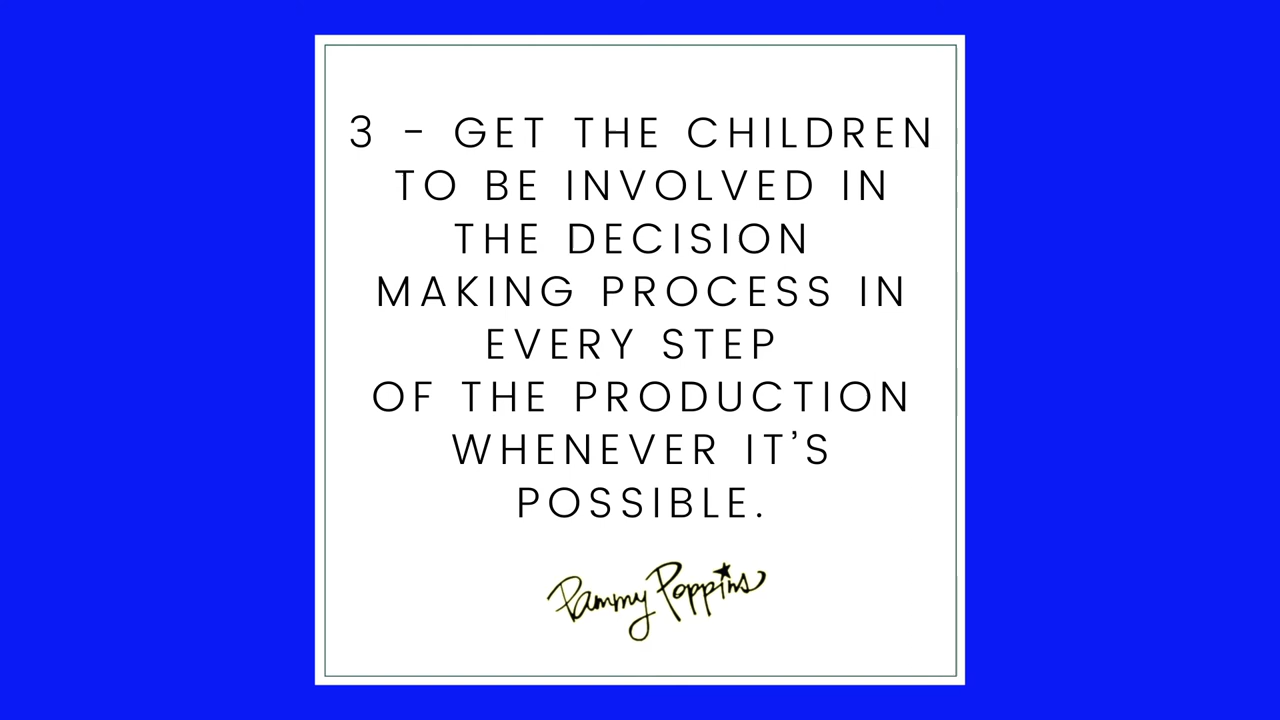 3 - GET THE CHILDREN
TO BE INVOLVED IN
THE DECISION
MAKING PROCESS IN
EVERY STEP
OF THE PRODUCTION
WHENEVER IT’S
POSSIBLE.
Pammy Poppins